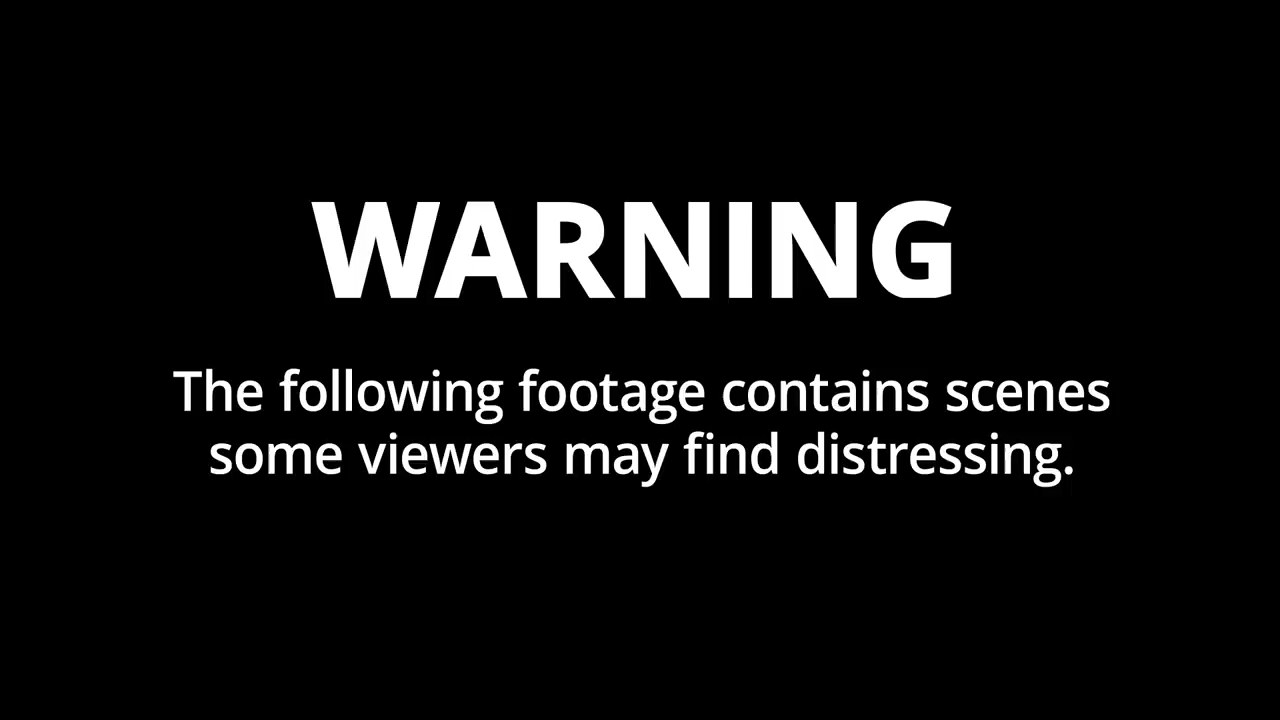 WARNING
The following footage contains scenes
some viewers may find distressing.